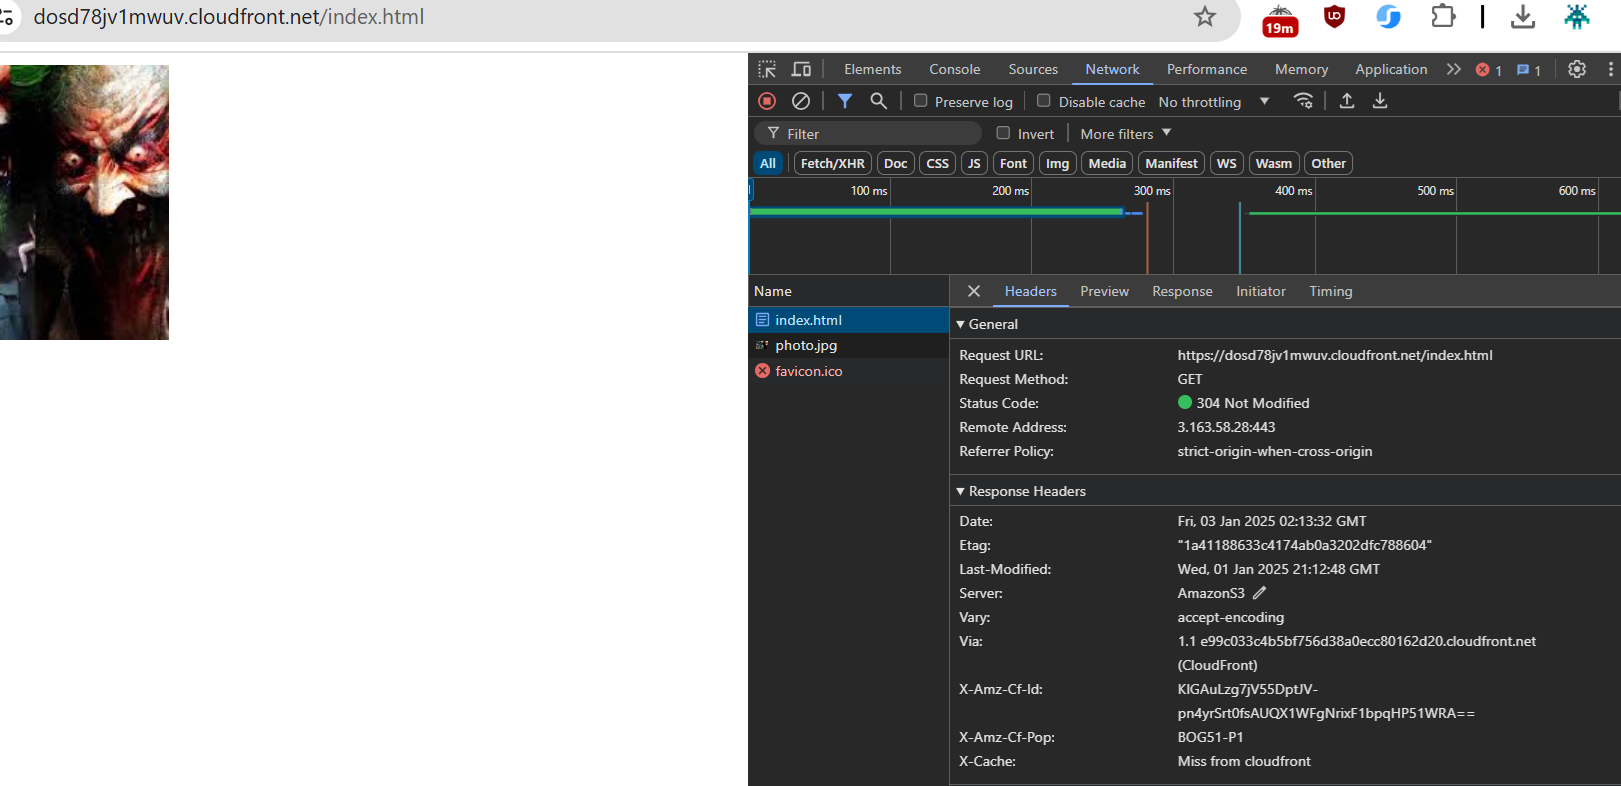 dosd78jv1mwuv.cloudfront.net/index.html
19m
Elements Console Sources Network Performance Memory Application 1 1
Preserve log Disable cache No throttling
Filter Invert More filters
All Fetch/XHR Doc CSS JS Font Img Media Manifest WS Wasm Other
100 ms 200 ms 300 ms 400 ms 500 ms 600 ms
Name Headers Preview Response Initiator Timing
index.html
photo.jpg
favicon.ico
General
Request URL: https://dosd78jv1mwuv.cloudfront.net/index.html
Request Method: GET
Status Code: 304 Not Modified
Remote Address: 3.163.58.28:443
Referrer Policy: strict-origin-when-cross-origin
Response Headers
Date: Fri, 03 Jan 2025 02:13:32 GMT
Etag: "1a41188633c4174ab0a3202dfc788604"
Last-Modified: Wed, 01 Jan 2025 21:12:48 GMT
Server: AmazonS3
Vary: accept-encoding
Via: 1.1 e99c033c4b5bf756d38a0ecc80162d20.cloudfront.net
(CloudFront)
X-Amz-Cf-Id: KIGAuLzg7jV55DptJV-
pn4yrSrt0fsAUQX1WFgNrixF1bpqHP51WRA==
X-Amz-Cf-Pop: BOG51-P1
X-Cache: Miss from cloudfront